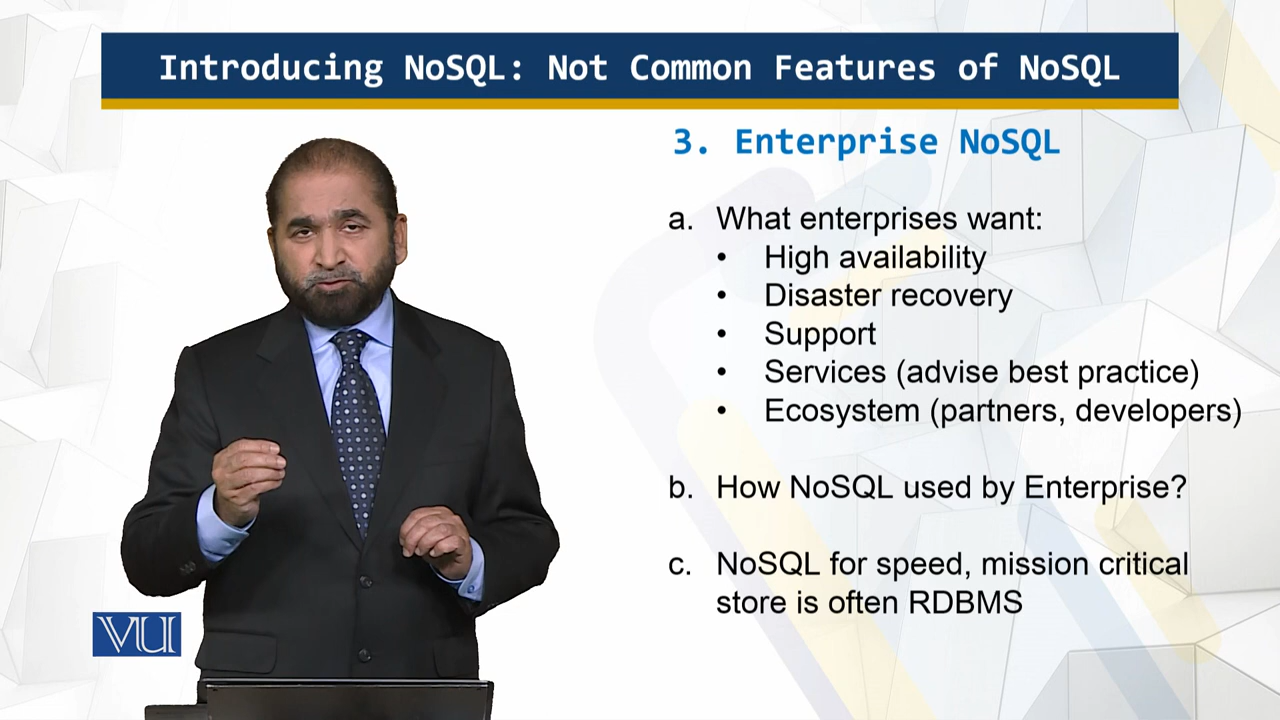 Introducing NoSQL: Not Common Features of NoSQL
3. Enterprise NoSQL
a. What enterprises want:
• High availability
• Disaster recovery
• Support
• Services (advise best practice)
• Ecosystem (partners, developers)
b. How NoSQL used by Enterprise?
c. NoSQL for speed, mission critical
store is often RDBMS
VU